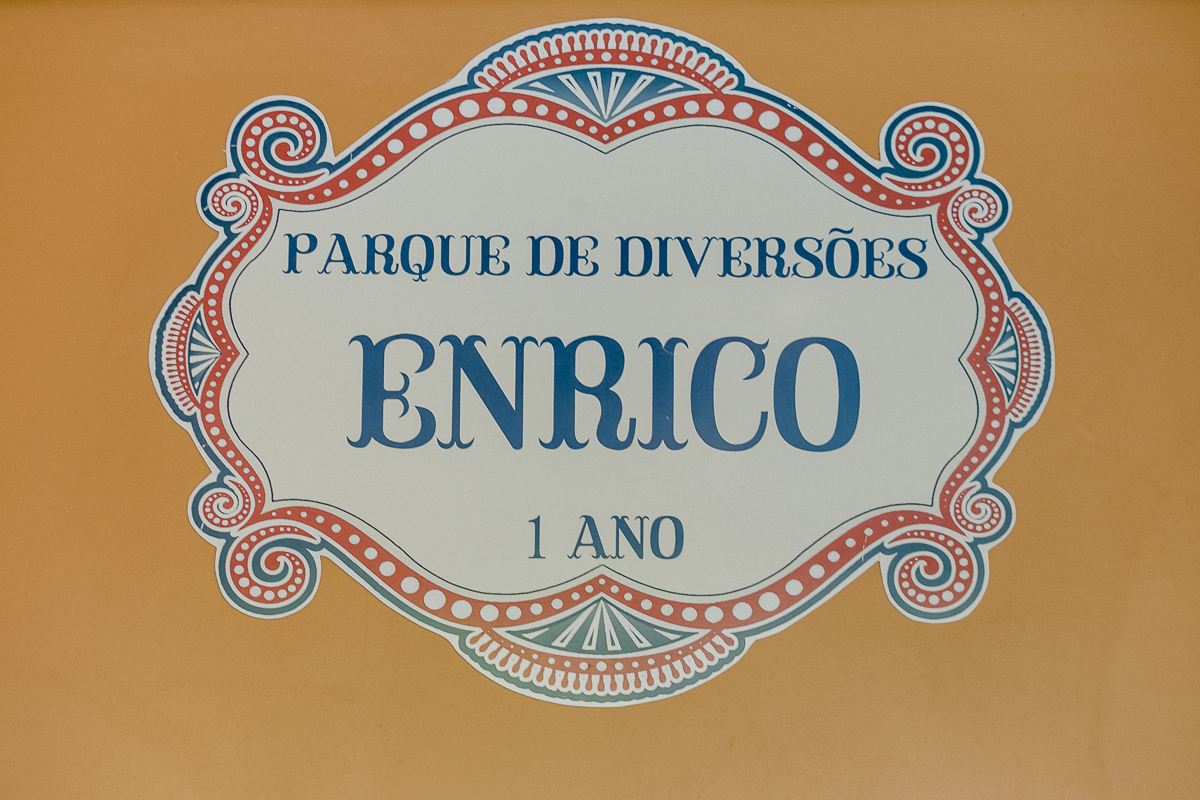 PARQUE DE DIVERSÕES
ENRICO
1 ANO